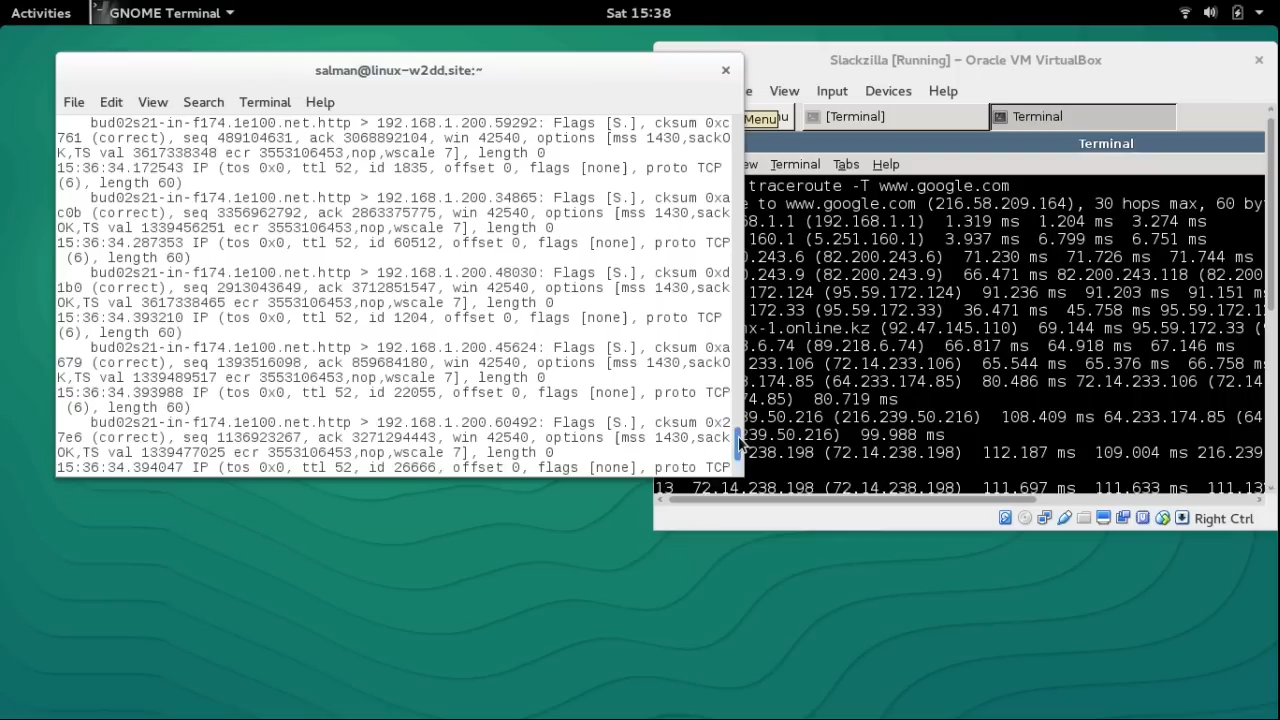 Activities GNOME Terminal Sat 15:38
salman@linux-w2dd.site:~
File Edit View Search Terminal Help
bud02s21-in-f174.1e100.net.http > 192.168.1.200.59292: Flags [S.], cksum 0xc
761 (correct), seq 489104631, ack 3068892104, win 42540, options [mss 1430,sackO
K,TS val 3617338348 ecr 3553106453,nop,wscale 7], length 0
15:36:34.172543 IP (tos 0x0, ttl 52, id 1835, offset 0, flags [none], proto TCP
(6), length 60)
bud02s21-in-f174.1e100.net.http > 192.168.1.200.34865: Flags [S.], cksum 0xa
c0b (correct), seq 3356962792, ack 2863375775, win 42540, options [mss 1430,sack
OK,TS val 1339456251 ecr 3553106453,nop,wscale 7], length 0
15:36:34.287353 IP (tos 0x0, ttl 52, id 60512, offset 0, flags [none], proto TCP
(6), length 60)
bud02s21-in-f174.1e100.net.http > 192.168.1.200.48030: Flags [S.], cksum 0xd
1b0 (correct), seq 2913043649, ack 3712851547, win 42540, options [mss 1430,sack
OK,TS val 3617338465 ecr 3553106453,nop,wscale 7], length 0
15:36:34.393210 IP (tos 0x0, ttl 52, id 1204, offset 0, flags [none], proto TCP
(6), length 60)
bud02s21-in-f174.1e100.net.http > 192.168.1.200.45624: Flags [S.], cksum 0xa
679 (correct), seq 1393516098, ack 859684180, win 42540, options [mss 1430,sackO
K,TS val 1339489517 ecr 3553106453,nop,wscale 7], length 0
15:36:34.393988 IP (tos 0x0, ttl 52, id 22055, offset 0, flags [none], proto TCP
(6), length 60)
bud02s21-in-f174.1e100.net.http > 192.168.1.200.60492: Flags [S.], cksum 0x2
7e6 (correct), seq 1136923267, ack 3271294443, win 42540, options [mss 1430,sack
OK,TS val 1339477025 ecr 3553106453,nop,wscale 7], length 0
15:36:34.394047 IP (tos 0x0, ttl 52, id 26666, offset 0, flags [none], proto TCP
Slackzilla [Running] – Oracle VM VirtualBox
e View Input Devices Help
Menu u [Terminal] Terminal
Terminal
ew Terminal Tabs Help
traceroute -T www.google.com
e to www.google.com (216.58.209.164), 30 hops max, 60 by
68.1.1 (192.168.1.1) 1.319 ms 1.204 ms 3.274 ms
160.1 (5.251.160.1) 3.937 ms 6.799 ms 6.751 ms
243.6 (82.200.243.6) 71.230 ms 71.726 ms 71.744 ms
243.9 (82.200.243.9) 66.471 ms 82.200.243.118 (82.200
172.124 (95.59.172.124) 91.236 ms 91.203 ms 91.151 m
172.33 (95.59.172.33) 36.471 ms 45.758 ms 95.59.172
nx-1.online.kz (92.47.145.110) 69.144 ms 95.59.172.33 (
3.6.74 (89.218.6.74) 66.817 ms 64.918 ms 67.146 ms
233.106 (72.14.233.106) 65.544 ms 65.376 ms 66.758 m
3.174.85 (64.233.174.85) 80.486 ms 72.14.233.106 (72.1
74.85) 80.719 ms
39.50.216 (216.239.50.216) 108.409 ms 64.233.174.85 (64
239.50.216) 99.988 ms
238.198 (72.14.238.198) 112.187 ms 109.004 ms 216.239
13 72.14.238.198 (72.14.238.198) 111.697 ms 111.633 ms 111.13
Right Ctrl